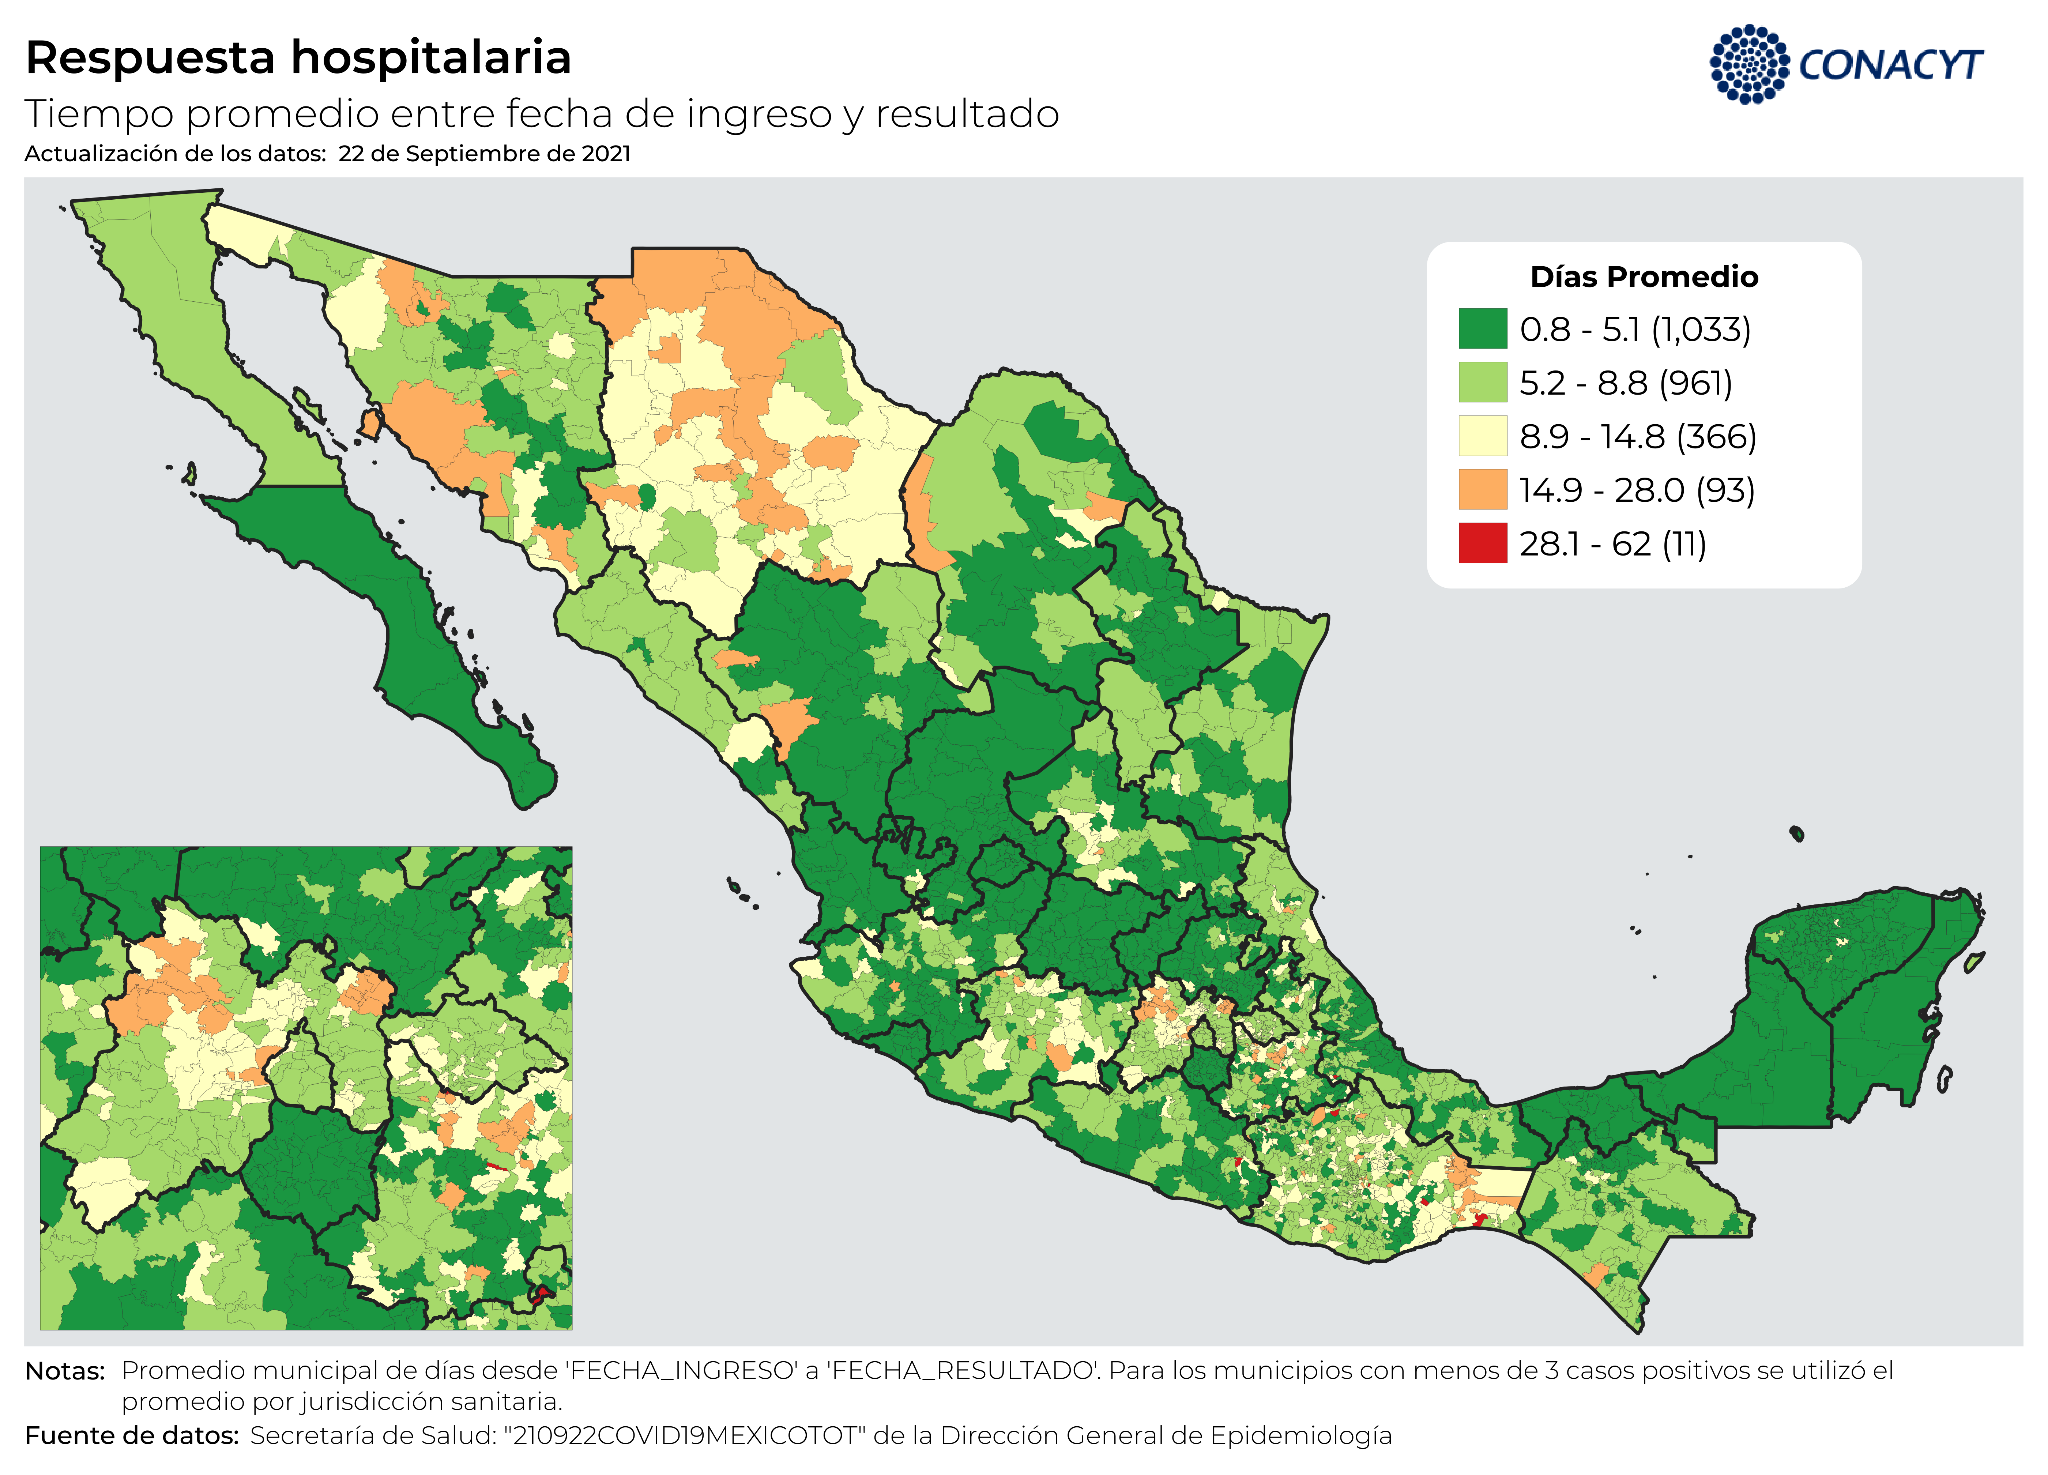 Respuesta hospitalaria
CONACYT
Tiempo promedio entre fecha de ingreso y resultado
Actualización de los datos: 22 de Septiembre de 2021
Días Promedio
0.8 - 5.1 (1,033)
5.2 - 8.8 (961)
8.9 - 14.8 (366)
14.9 - 28.0 (93)
28.1 - 62 (11)
Notas: Promedio municipal de días desde 'FECHA_INGRESO' a 'FECHA_RESULTADO'. Para los municipios con menos de 3 casos positivos se utilizó el
promedio por jurisdicción sanitaria.
Fuente de datos: Secretaría de Salud: "210922COVID19MEXICOTOT" de la Dirección General de Epidemiología